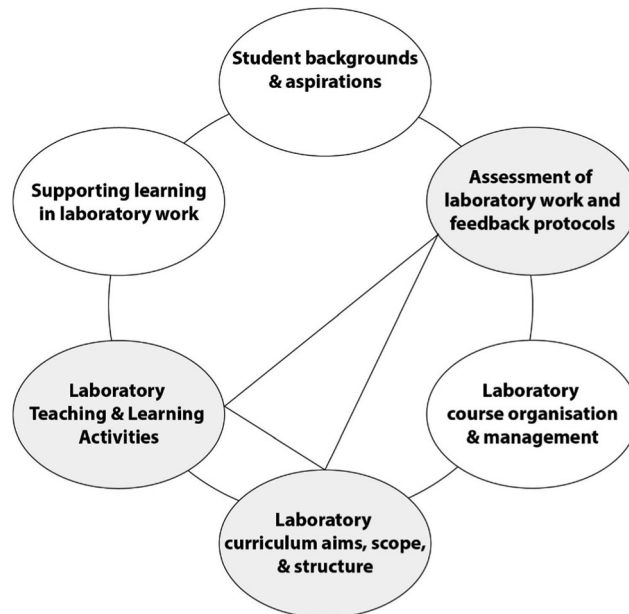 Student backgrounds
& aspirations
Assessment of
laboratory work and
feedback protocols
Supporting learning
in laboratory work
Laboratory
Teaching & Learning
Activities
Laboratory
course organisation
& management
Laboratory
curriculum aims, scope,
& structure